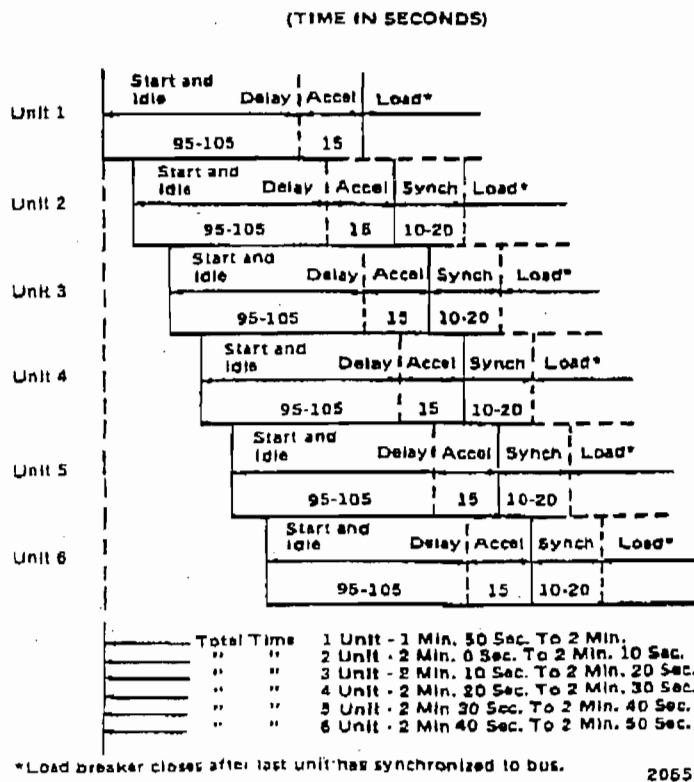 (TIME IN SECONDS)
Unit 1
Start and Idle Delay Accel Load*
95-105 15
Unit 2
Start and Idle Delay Accel Synch Load*
95-105 15 10-20
Unit 3
Start and Idle Delay Accel Synch Load*
95-105 15 10-20
Unit 4
Start and Idle Delay Accel Synch Load*
95-105 15 10-20
Unit 5
Start and Idle Delay Accel Synch Load*
95-105 15 10-20
Unit 6
Start and Idle Delay Accel Synch Load*
95-105 15 10-20
Total Time 1 Unit - 1 Min. 50 Sec. To 2 Min.
" " 2 Unit - 2 Min. 0 Sec. To 2 Min. 10 Sec.
" " 3 Unit - 2 Min. 10 Sec. To 2 Min. 20 Sec.
" " 4 Unit - 2 Min. 20 Sec. To 2 Min. 30 Sec.
" " 5 Unit - 2 Min 30 Sec. To 2 Min. 40 Sec.
" " 6 Unit - 2 Min 40 Sec. To 2 Min. 50 Sec.
*Load breaker closes after last unit has synchronized to bus.
2055